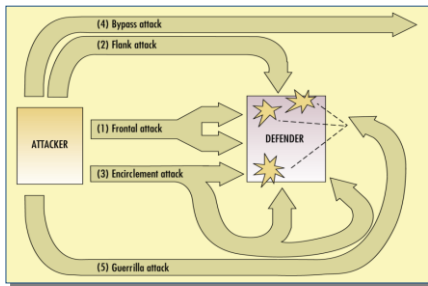 (4) Bypass attack
(2) Flank attack
(1) Frontal attack
ATTACKER
DEFENDER
(3) Encirclement attack
(5) Guerrilla attack